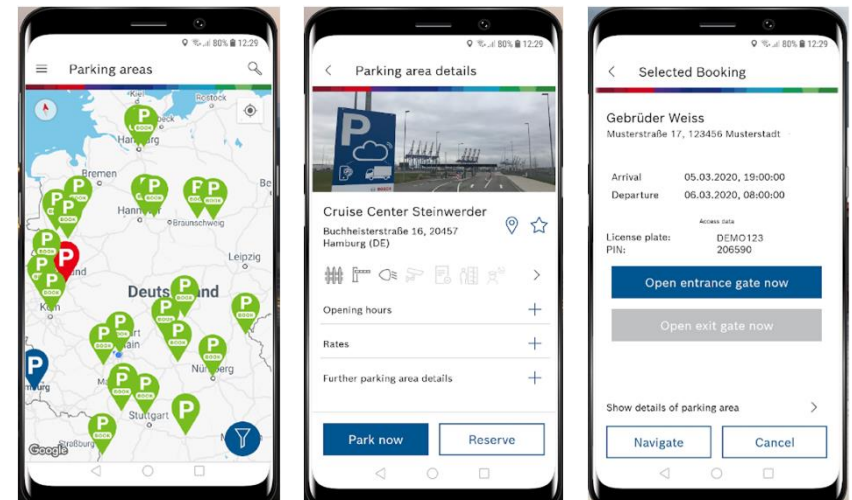 80% 12:29
Parking areas
Kiel
Rostock
Bremen
Braunschweig
Leipzig
Köln
Stuttgart
Straßburg
Google
P
BOOK
80% 12:29
Parking area details
P
BOSCH
Cruise Center Steinwerder
Buchheisterstraße 16, 20457
Hamburg (DE)
Opening hours
Rates
Further parking area details
Park now
Reserve
80% 12:29
Selected Booking
Gebrüder Weiss
Musterstraße 17, 123456 Musterstadt
Arrival 05.03.2020, 19:00:00
Departure 06.03.2020, 08:00:00
Access data
License plate: DEMO123
PIN: 206590
Open entrance gate now
Open exit gate now
Show details of parking area
Navigate
Cancel